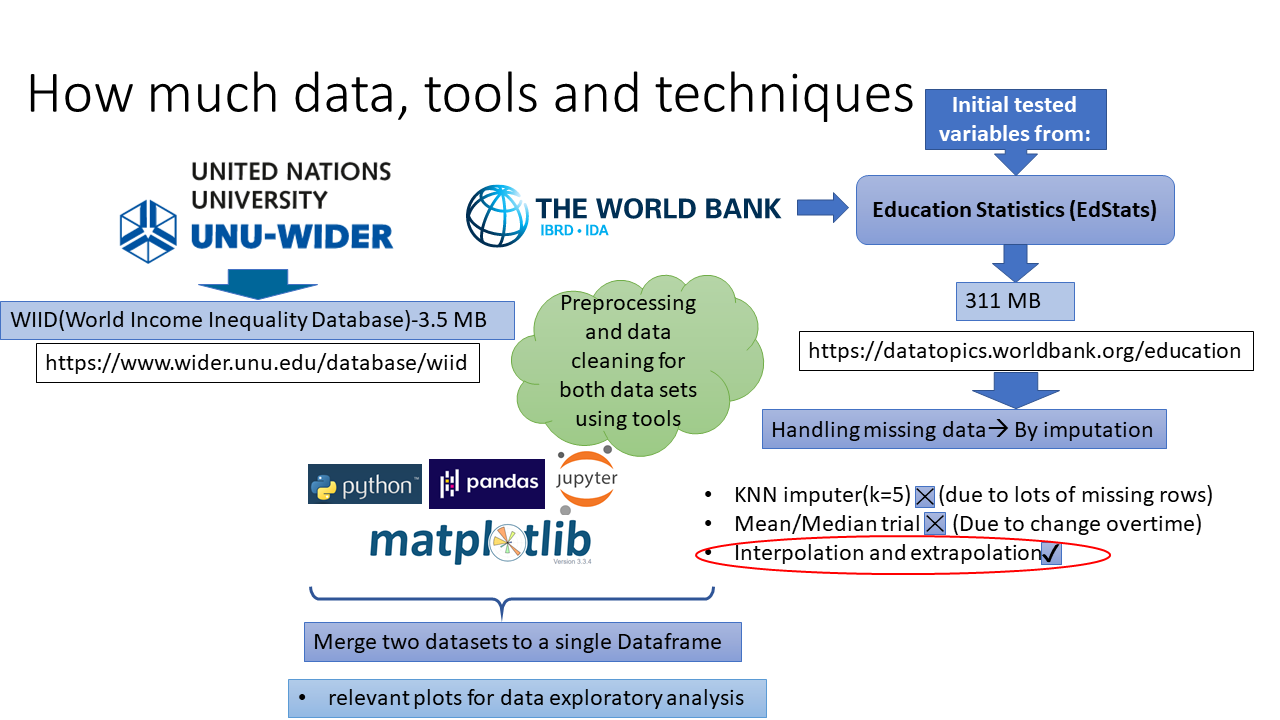 How much data, tools and techniques
Initial tested
variables from:
UNITED NATIONS
UNIVERSITY
UNU-WIDER
THE WORLD BANK
IBRD • IDA
Education Statistics (EdStats)
311 MB
WIID(World Income Inequality Database)-3.5 MB
https://www.wider.unu.edu/database/wiid
Preprocessing
and data
cleaning for
both data sets
using tools
https://datatopics.worldbank.org/education
Handling missing data→ By imputation
python™
pandas
jupyter
matplotlib
Version 3.3.4
• KNN imputer(k=5) (due to lots of missing rows)
• Mean/Median trial (Due to change overtime)
• Interpolation and extrapolation✓
Merge two datasets to a single Dataframe
• relevant plots for data exploratory analysis